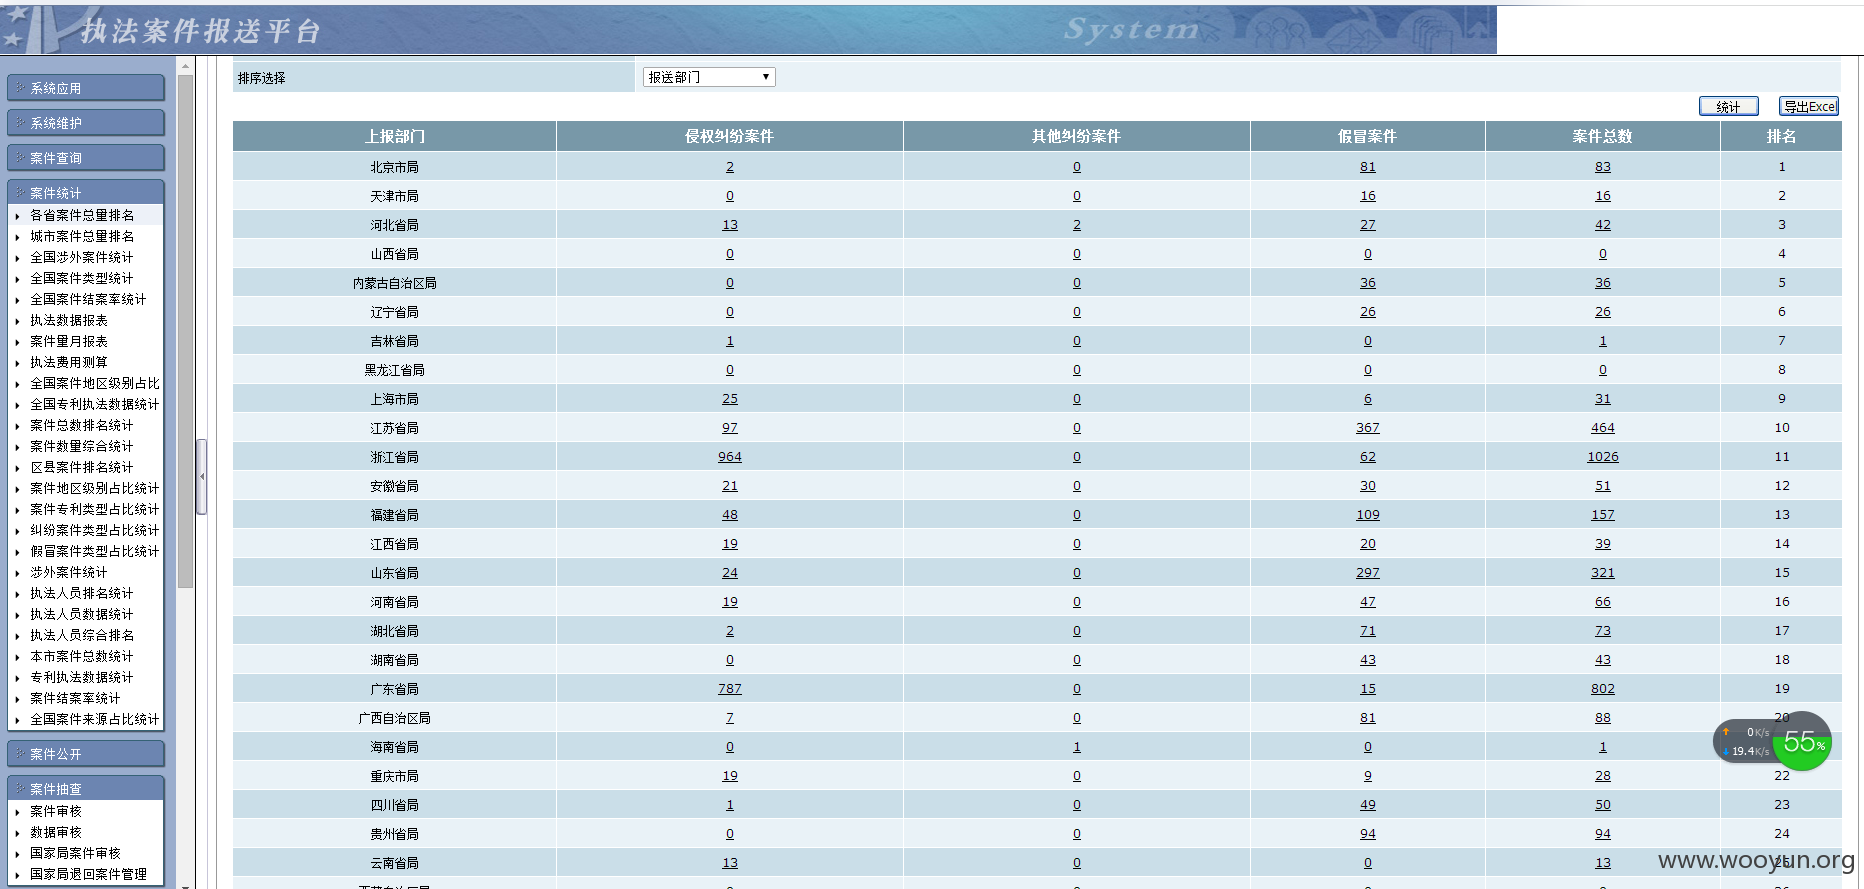 执法案件报送平台
System
系统应用
系统维护
案件查询
案件统计
各省案件总量排名
城市案件总量排名
全国涉外案件统计
全国案件类型统计
全国案件结案率统计
执法数据报表
案件量月报表
执法费用测算
全国案件地区级别占比
全国专利执法数据统计
案件总数排名统计
案件数量综合统计
区县案件排名统计
案件地区级别占比统计
案件专利类型占比统计
纠纷案件类型占比统计
假冒案件类型占比统计
涉外案件统计
执法人员排名统计
执法人员数据统计
执法人员综合排名
本市案件总数统计
专利执法数据统计
案件结案率统计
全国案件来源占比统计
案件公开
案件抽查
案件审核
数据审核
国家局案件审核
国家局退回案件管理
排序选择 报送部门
统计 导出Excel
上报部门 侵权纠纷案件 其他纠纷案件 假冒案件 案件总数 排名
北京市局 2 0 81 83 1
天津市局 0 0 16 16 2
河北省局 13 2 27 42 3
山西省局 0 0 0 0 4
内蒙古自治区局 0 0 36 36 5
辽宁省局 0 0 26 26 6
吉林省局 1 0 0 1 7
黑龙江省局 0 0 0 0 8
上海市局 25 0 6 31 9
江苏省局 97 0 367 464 10
浙江省局 964 0 62 1026 11
安徽省局 21 0 30 51 12
福建省局 48 0 109 157 13
江西省局 19 0 20 39 14
山东省局 24 0 297 321 15
河南省局 19 0 47 66 16
湖北省局 2 0 71 73 17
湖南省局 0 0 43 43 18
广东省局 787 0 15 802 19
广西自治区局 7 0 81 88 20
海南省局 0 1 0 1
重庆市局 19 0 9 28 22
四川省局 1 0 49 50 23
贵州省局 0 0 94 94 24
云南省局 13 0 0 13
0K/s
19.4K/s
55%
www.wooyun.org